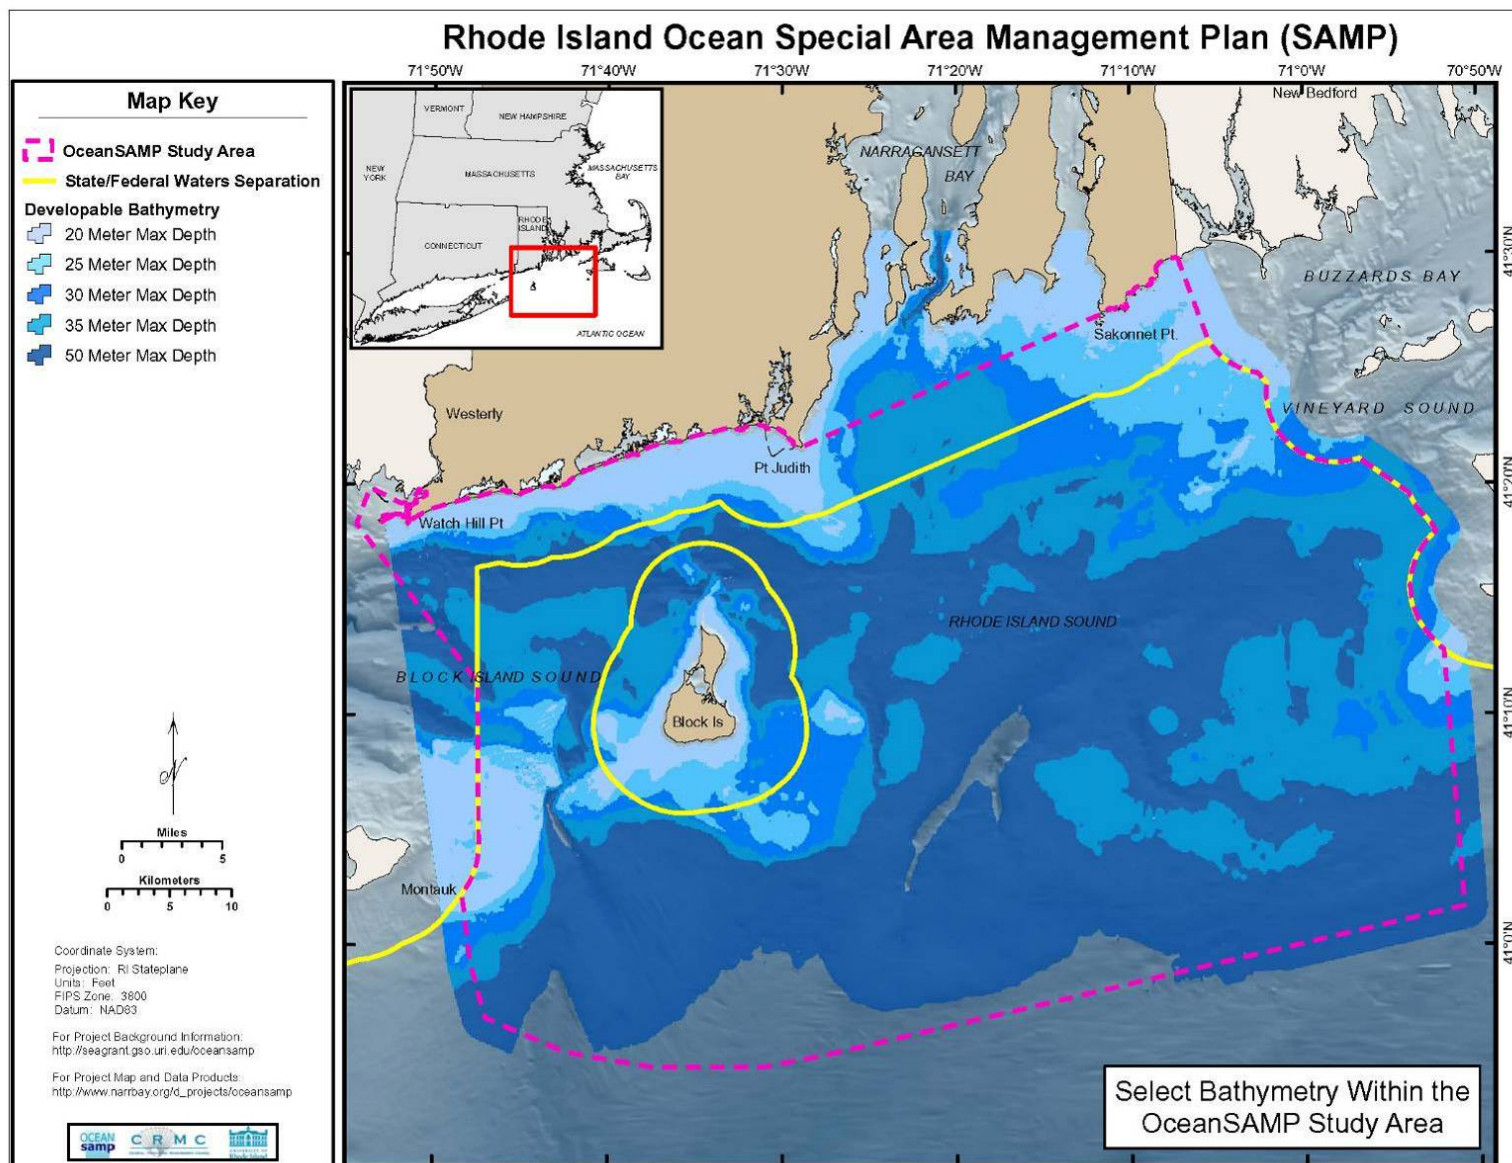 Rhode Island Ocean Special Area Management Plan (SAMP)
71°50'W
71°40'W
71°30'W
71°20'W
71°10'W
71°0'W
70°50'W
Map Key
OceanSAMP Study Area
State/Federal Waters Separation
Developable Bathymetry
20 Meter Max Depth
25 Meter Max Depth
30 Meter Max Depth
35 Meter Max Depth
50 Meter Max Depth
VERMONT
NEW HAMPSHIRE
NEW
YORK
MASSACHUSETTS
MASSACHUSETTS
BAY
RHODE
ISLAND
CONNECTICUT
ATLANTIC OCEAN
New Bedford
NARRAGANSETT
BAY
41°30'N
BUZZARDS BAY
Sakonnet Pt.
VINEYARD SOUND
Westerly
Pt Judith
41°20'N
Watch Hill Pt
RHODE ISLAND SOUND
BLOCK ISLAND SOUND
Block Is
41°10'N
Montauk
41°0'N
N
Miles
0 5
Kilometers
0 5 10
Coordinate System:
Projection: RI Stateplane
Units: Feet
FIPS Zone: 3800
Datum: NAD83
For Project Background Information:
http://seagrant.gso.uri.edu/oceansamp
For Project Map and Data Products:
http://www.narrbay.org/d_projects/oceansamp
OCEAN
samp
CRMC
Rhode Island
Select Bathymetry Within the
OceanSAMP Study Area